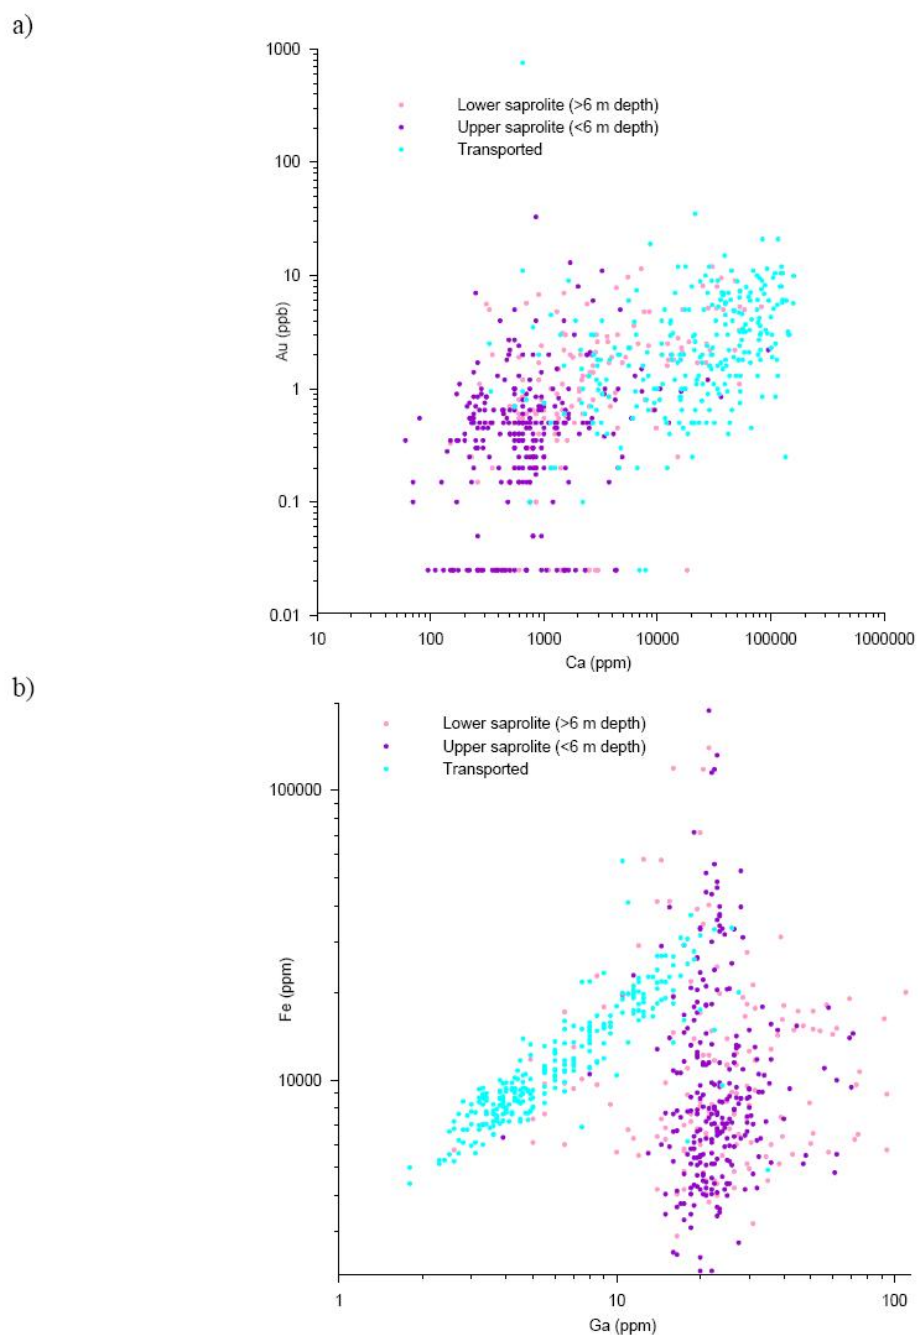 a)
1000
Lower saprolite (>6 m depth)
Upper saprolite (<6 m depth)
Transported
100
10
Au (ppb)
1
0.1
0.01
10 100 1000 10000 100000 1000000
Ca (ppm)
b)
Lower saprolite (>6 m depth)
Upper saprolite (<6 m depth)
Transported
100000
Fe (ppm)
10000
1 10 100
Ga (ppm)